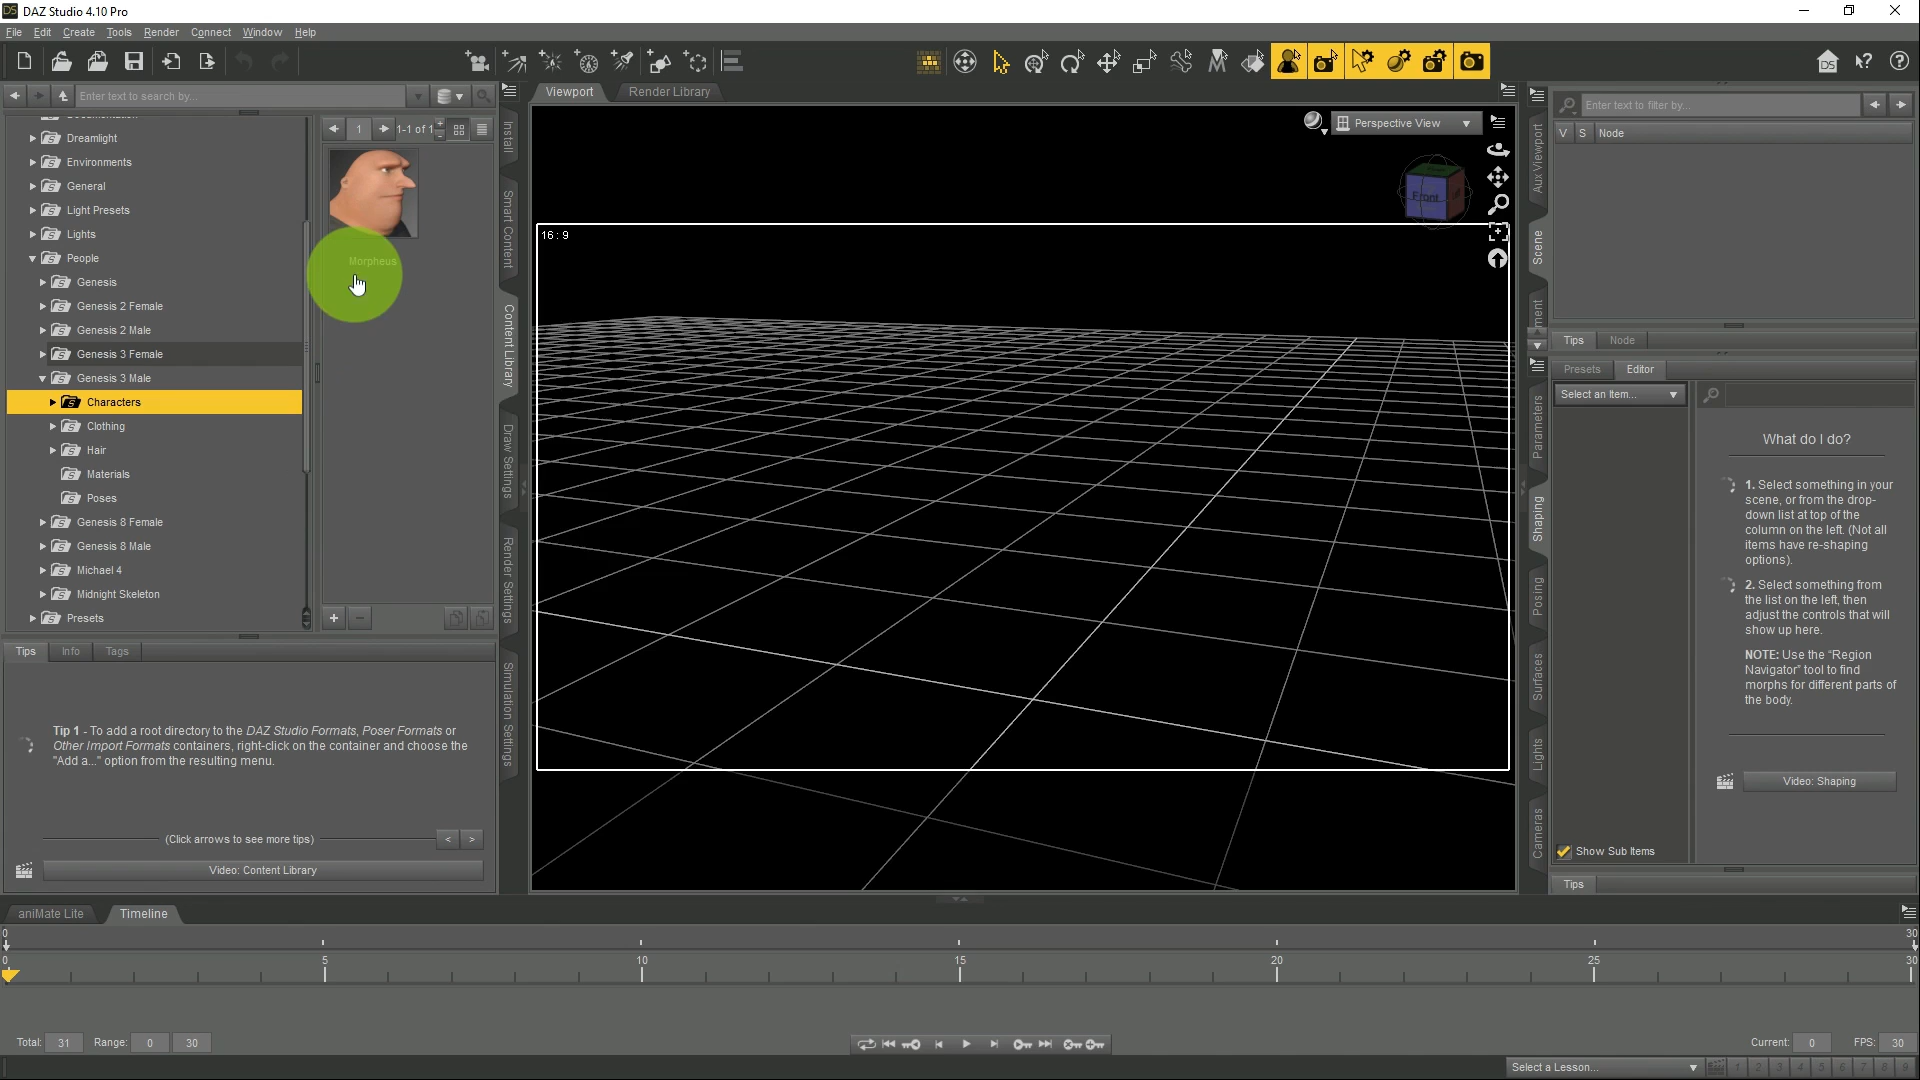 DAZ Studio 4.10 Pro
File Edit Create Tools Render Connect Window Help
Enter text to search by...
Viewport Render Library
Enter text to filter by...
1 1-1 of 1
V S Node
Dreamlight
Environments
General
Light Presets
Lights
People
Genesis
Genesis 2 Female
Genesis 2 Male
Genesis 3 Female
Genesis 3 Male
Characters
Clothing
Hair
Materials
Poses
Genesis 8 Female
Genesis 8 Male
Michael 4
Midnight Skeleton
Presets
Morpheus
Install
Smart Content
Content Library
Draw Settings
Render Settings
Simulation Settings
16 : 9
Perspective View
Front
Aux Viewport
Scene
Parameters
Shaping
Posing
Surfaces
Lights
Cameras
Tips Node
Presets Editor
Select an Item...
What do I do?
1. Select something in your
scene, or from the drop-
down list at top of the
column on the left. (Not all
items have re-shaping
options).
2. Select something from
the list on the left, then
adjust the controls that will
show up here.
NOTE: Use the "Region
Navigator" tool to find
morphs for different parts of
the body.
Video: Shaping
Show Sub Items
Tips
Tips Info Tags
Tip 1 - To add a root directory to the DAZ Studio Formats, Poser Formats or
Other Import Formats containers, right-click on the container and choose the
"Add a..." option from the resulting menu.
(Click arrows to see more tips) < >
Video: Content Library
aniMate Lite Timeline
0 30
0 5 10 15 20 25 30
Total: 31 Range: 0 30
Current: 0 FPS: 30
Select a Lesson... 1 2 3 4 5 6 7 8 9